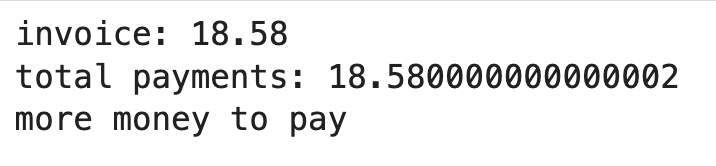 invoice: 18.58
total payments: 18.580000000000002
more money to pay